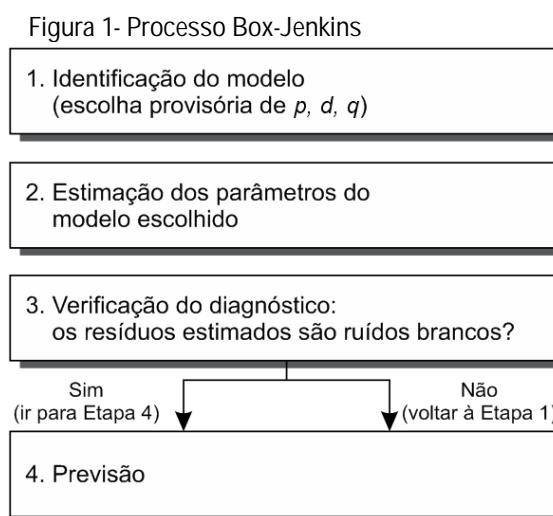 Figura 1- Processo Box-Jenkins
1. Identificação do modelo
(escolha provisória de p, d, q)
2. Estimação dos parâmetros do
modelo escolhido
3. Verificação do diagnóstico:
os resíduos estimados são ruídos brancos?
Sim
(ir para Etapa 4)
Não
(voltar à Etapa 1)
4. Previsão